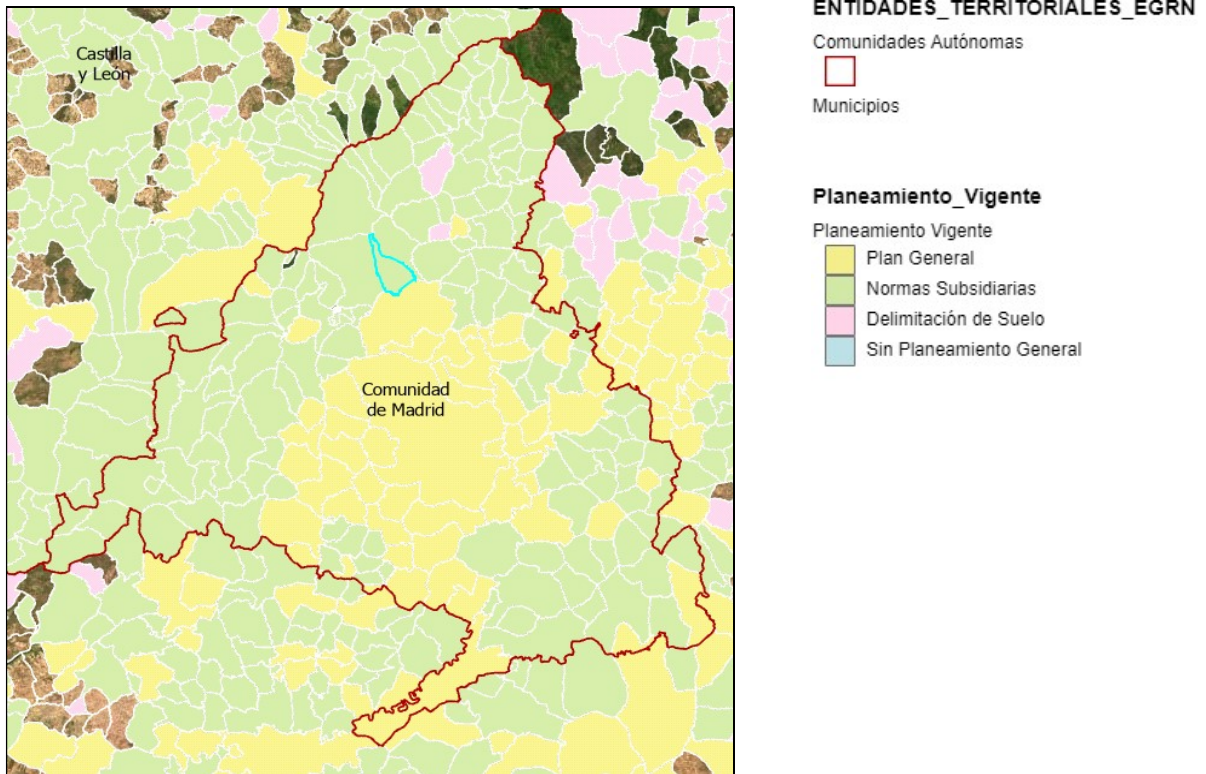 Castilla
y León
Comunidad
de Madrid
ENTIDADES_TERRITORIALES_EGRN
Comunidades Autónomas
Municipios
Planeamiento_Vigente
Planeamiento Vigente
Plan General
Normas Subsidiarias
Delimitación de Suelo
Sin Planeamiento General